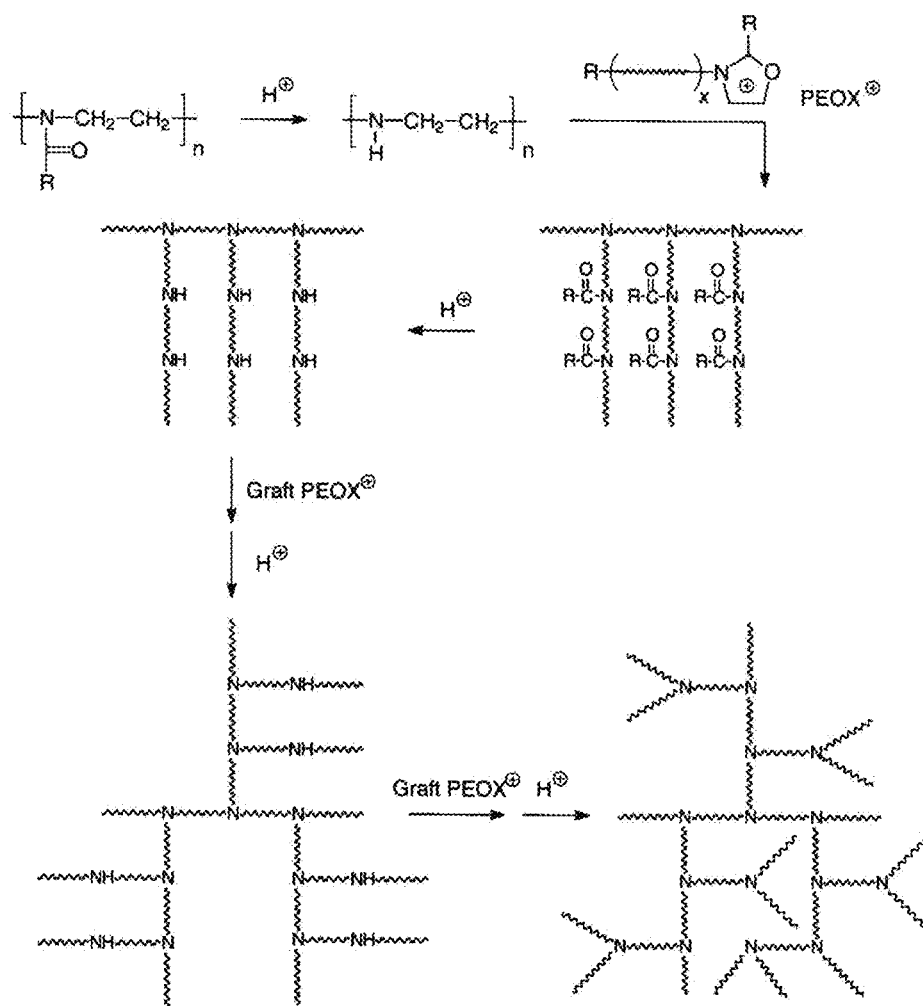 R
H⊕
R
N
O
⊕
x
PEOX⊕
N—CH2—CH2
C=O
R
n
N—CH2—CH2
H
n
N N N
NH NH NH
NH NH NH
N N N
O O O
R-C-N R-C-N R-C-N
O O O
R-C-N R-C-N R-C-N
H⊕
Graft PEOX⊕
H⊕
N NH
N NH
N N N
NH N N NH
NH N N NH
Graft PEOX⊕ H⊕
N N
N N
N N N
N N N N
N N N N